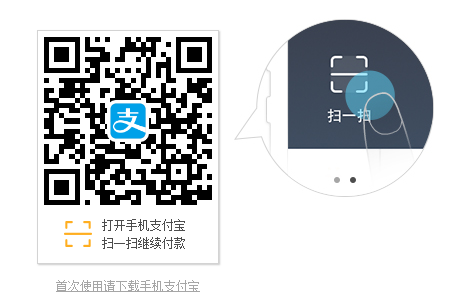 支
扫一扫
打开手机支付宝
扫一扫继续付款
首次使用请下载手机支付宝